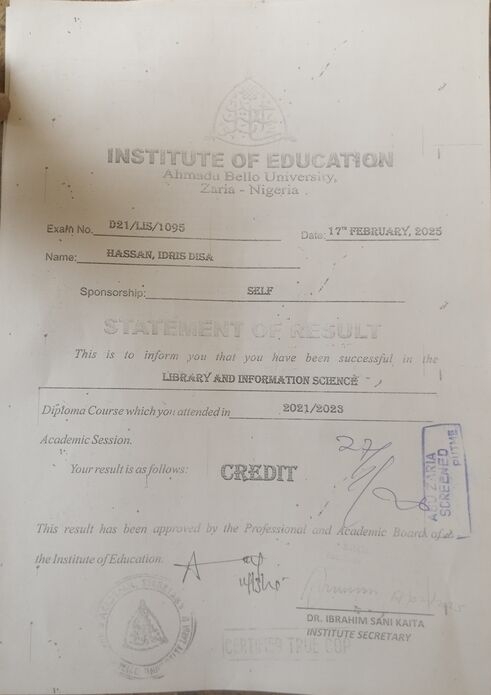 INSTITUTE OF EDUCATION
Ahmadu Bello University,
Zaria - Nigeria
Exam No. D21/LIS/1095
Date: 17TH FEBRUARY, 2025
Name: HASSAN, IDRIS DISA
Sponsorship: SELF
STATEMENT OF RESULT
This is to inform you that you have been successful in the
LIBRARY AND INFORMATION SCIENCE
Diploma Course which you attended in 2021/2023
Academic Session.
Your result is as follows: CREDIT
ABU ZARIA
SCREENED
PUTME
This result has been approved by the Professional and Academic Board of
the Institute of Education.
DR. IBRAHIM SANI KAITA
INSTITUTE SECRETARY
CERTIFIED TRUE COP